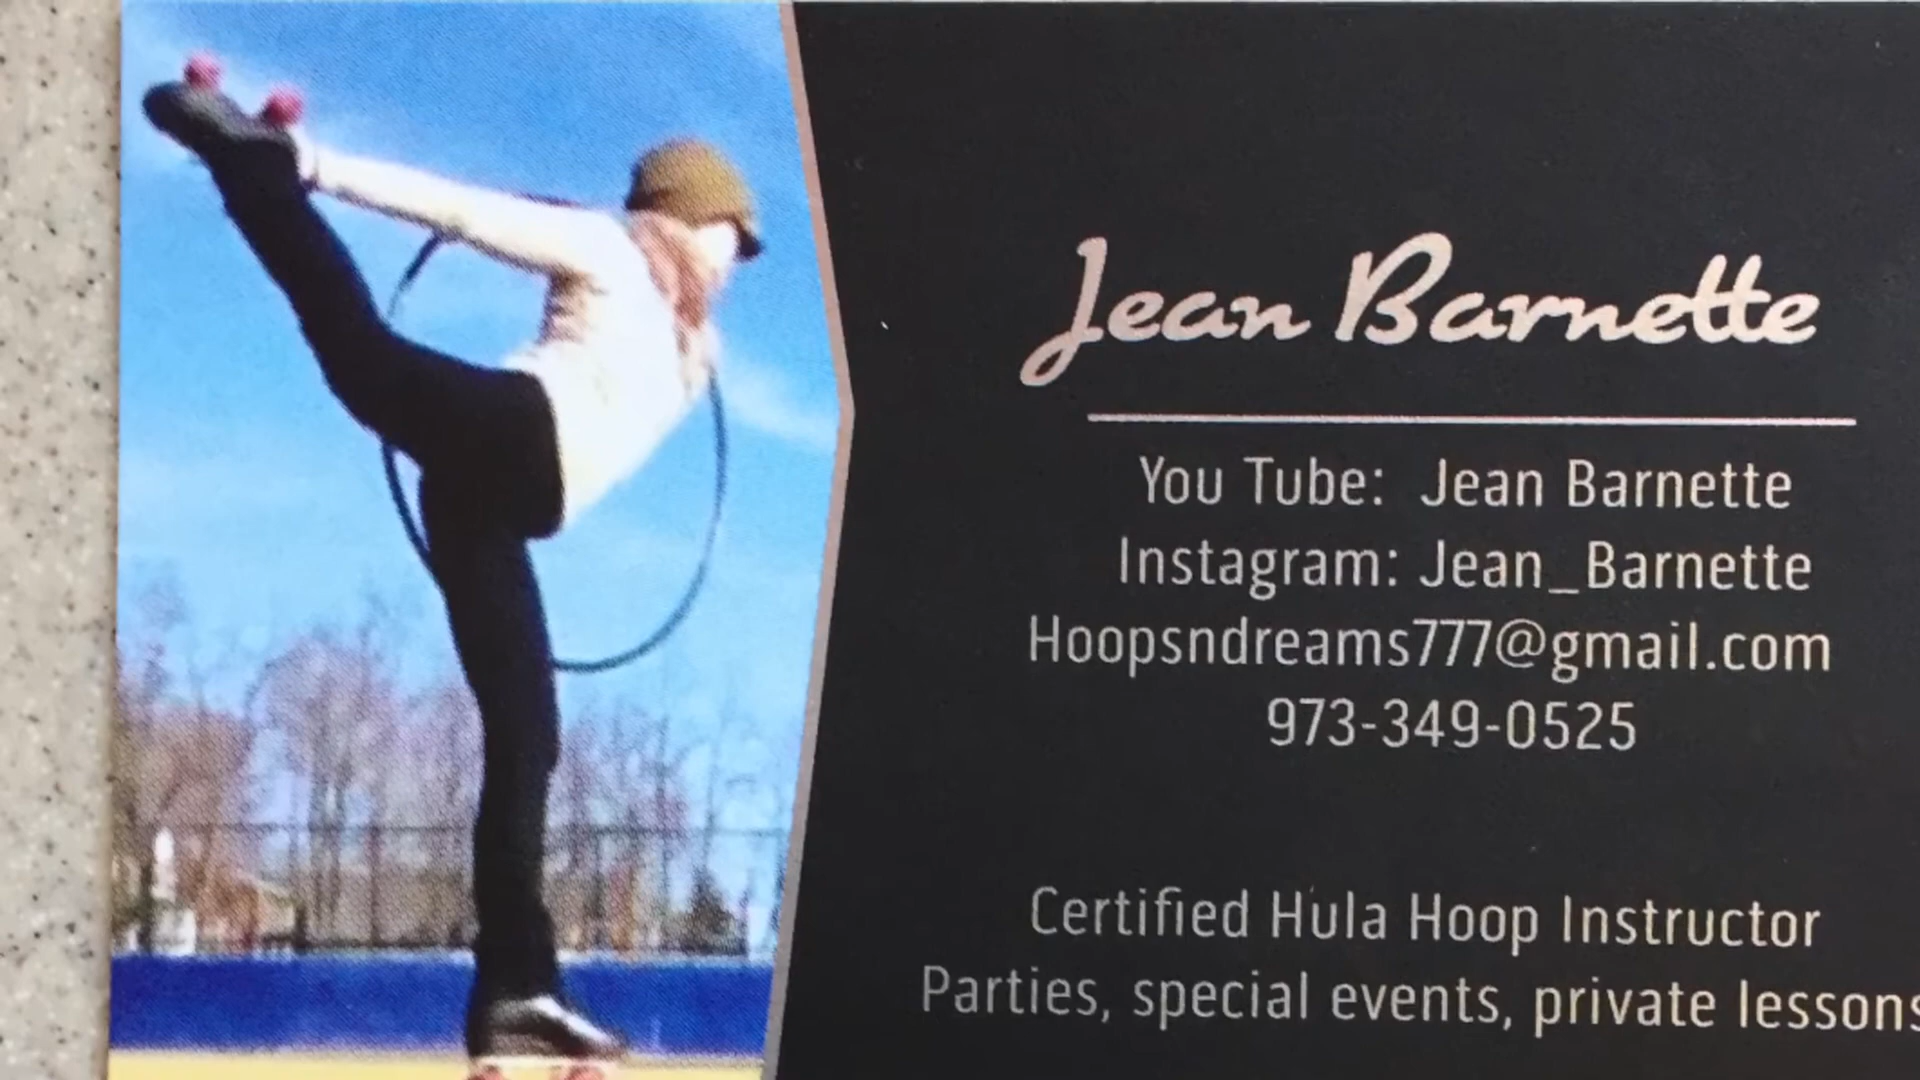 Jean Barnette
You Tube: Jean Barnette
Instagram: Jean_Barnette
Hoopsndreams777@gmail.com
973-349-0525
Certified Hula Hoop Instructor
Parties, special events, private lessons